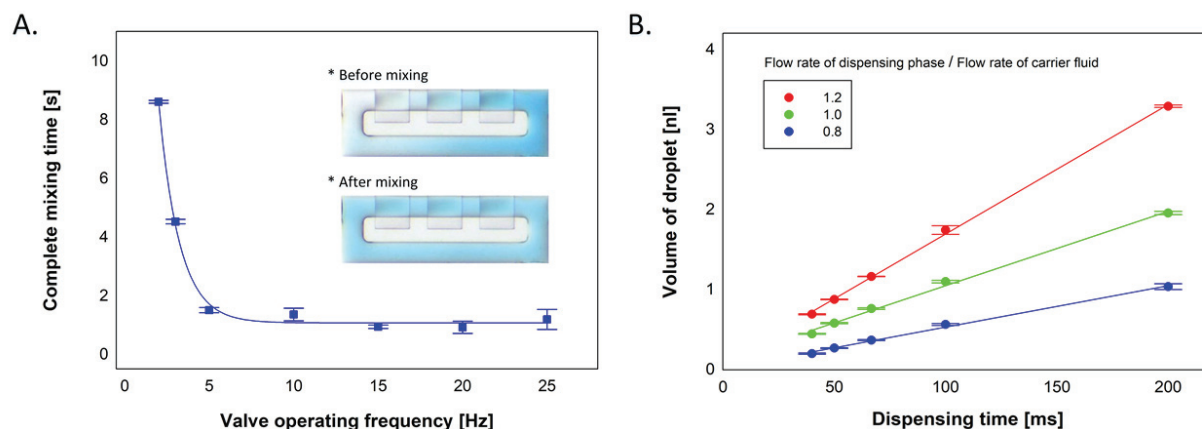 A.
Complete mixing time [s]
10
8
6
4
2
0
* Before mixing
* After mixing
0 5 10 15 20 25
Valve operating frequency [Hz]
B.
Volume of droplet [nl]
4
3
2
1
0
Flow rate of dispensing phase / Flow rate of carrier fluid
1.2
1.0
0.8
0 50 100 150 200
Dispensing time [ms]